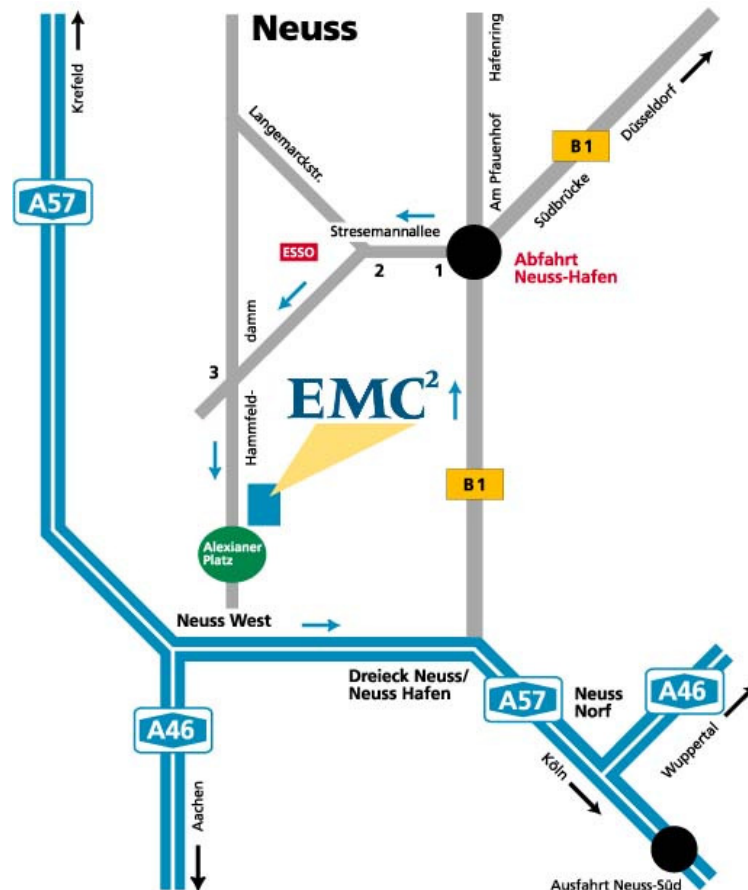 Neuss
Krefeld
Hafenring
Düsseldorf
Langemarckstr.
B 1
A57
Am Pfauenhof
Südbrücke
Stresemannallee
ESSO
2
1
Abfahrt
Neuss-Hafen
damm
3
EMC²
Hammfeld-
B 1
Alexianer
Platz
Neuss West
Dreieck Neuss/
Neuss Hafen
A57
Neuss
Norf
A46
A46
Köln
Wuppertal
Aachen
Ausfahrt Neuss-Süd